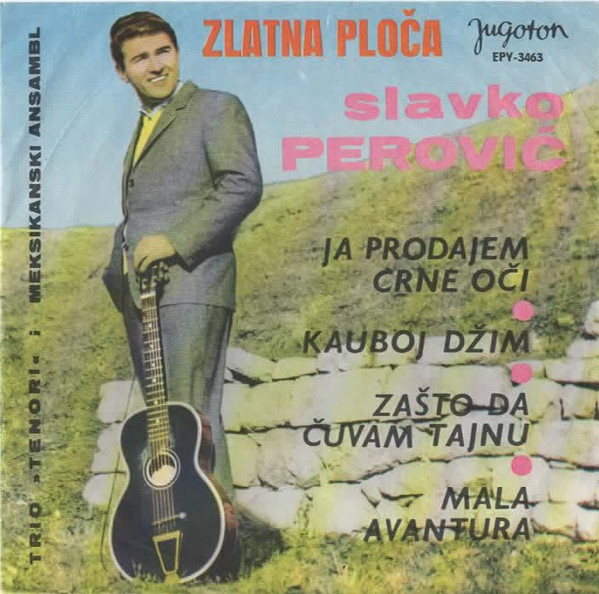 ZLATNA PLOČA
Jugoton
EPY-3463
slavko
PEROVIČ
JA PRODAJEM
CRNE OČI
KAUBOJ DŽIM
ZAŠTO DA
ČUVAM TAJNU
MALA
AVANTURA
TRIO »TENORI« i MEKSIKANSKI ANSAMBL